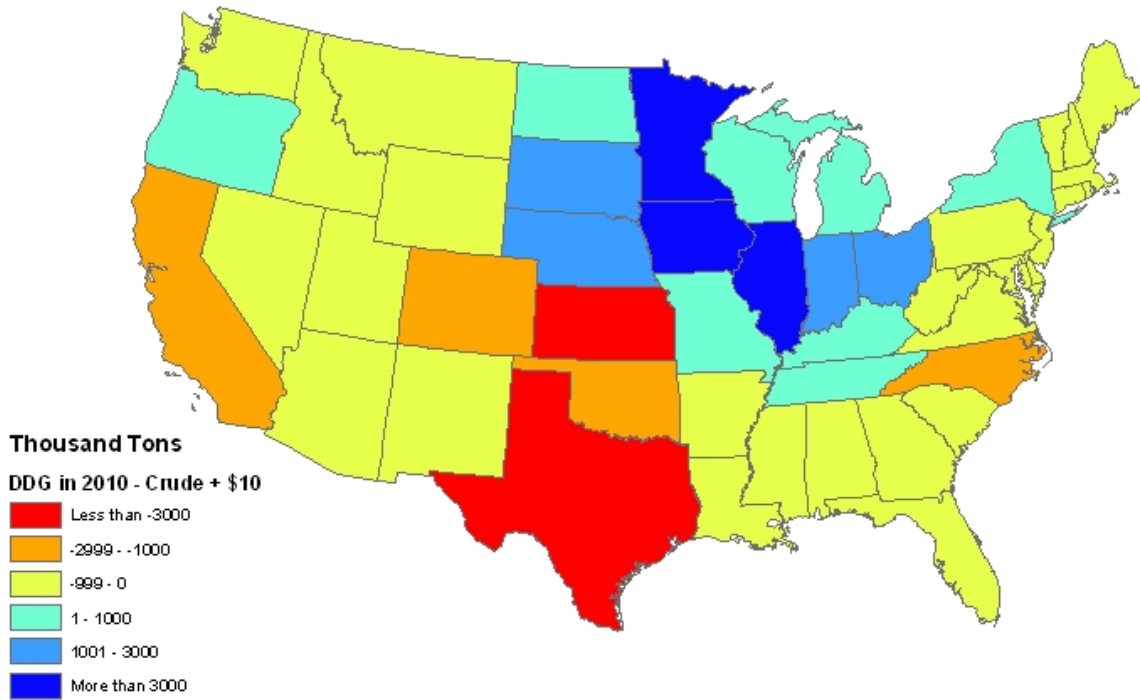 Thousand Tons
DDG in 2010 - Crude + $10
Less than -3000
-2999 - -1000
-999 - 0
1 - 1000
1001 - 3000
More than 3000